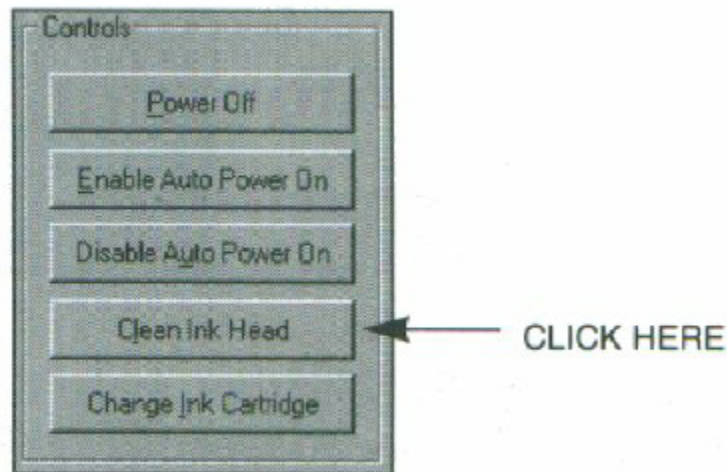 Controls
Power Off
Enable Auto Power On
Disable Auto Power On
Clean Ink Head
CLICK HERE
Change Ink Cartridge